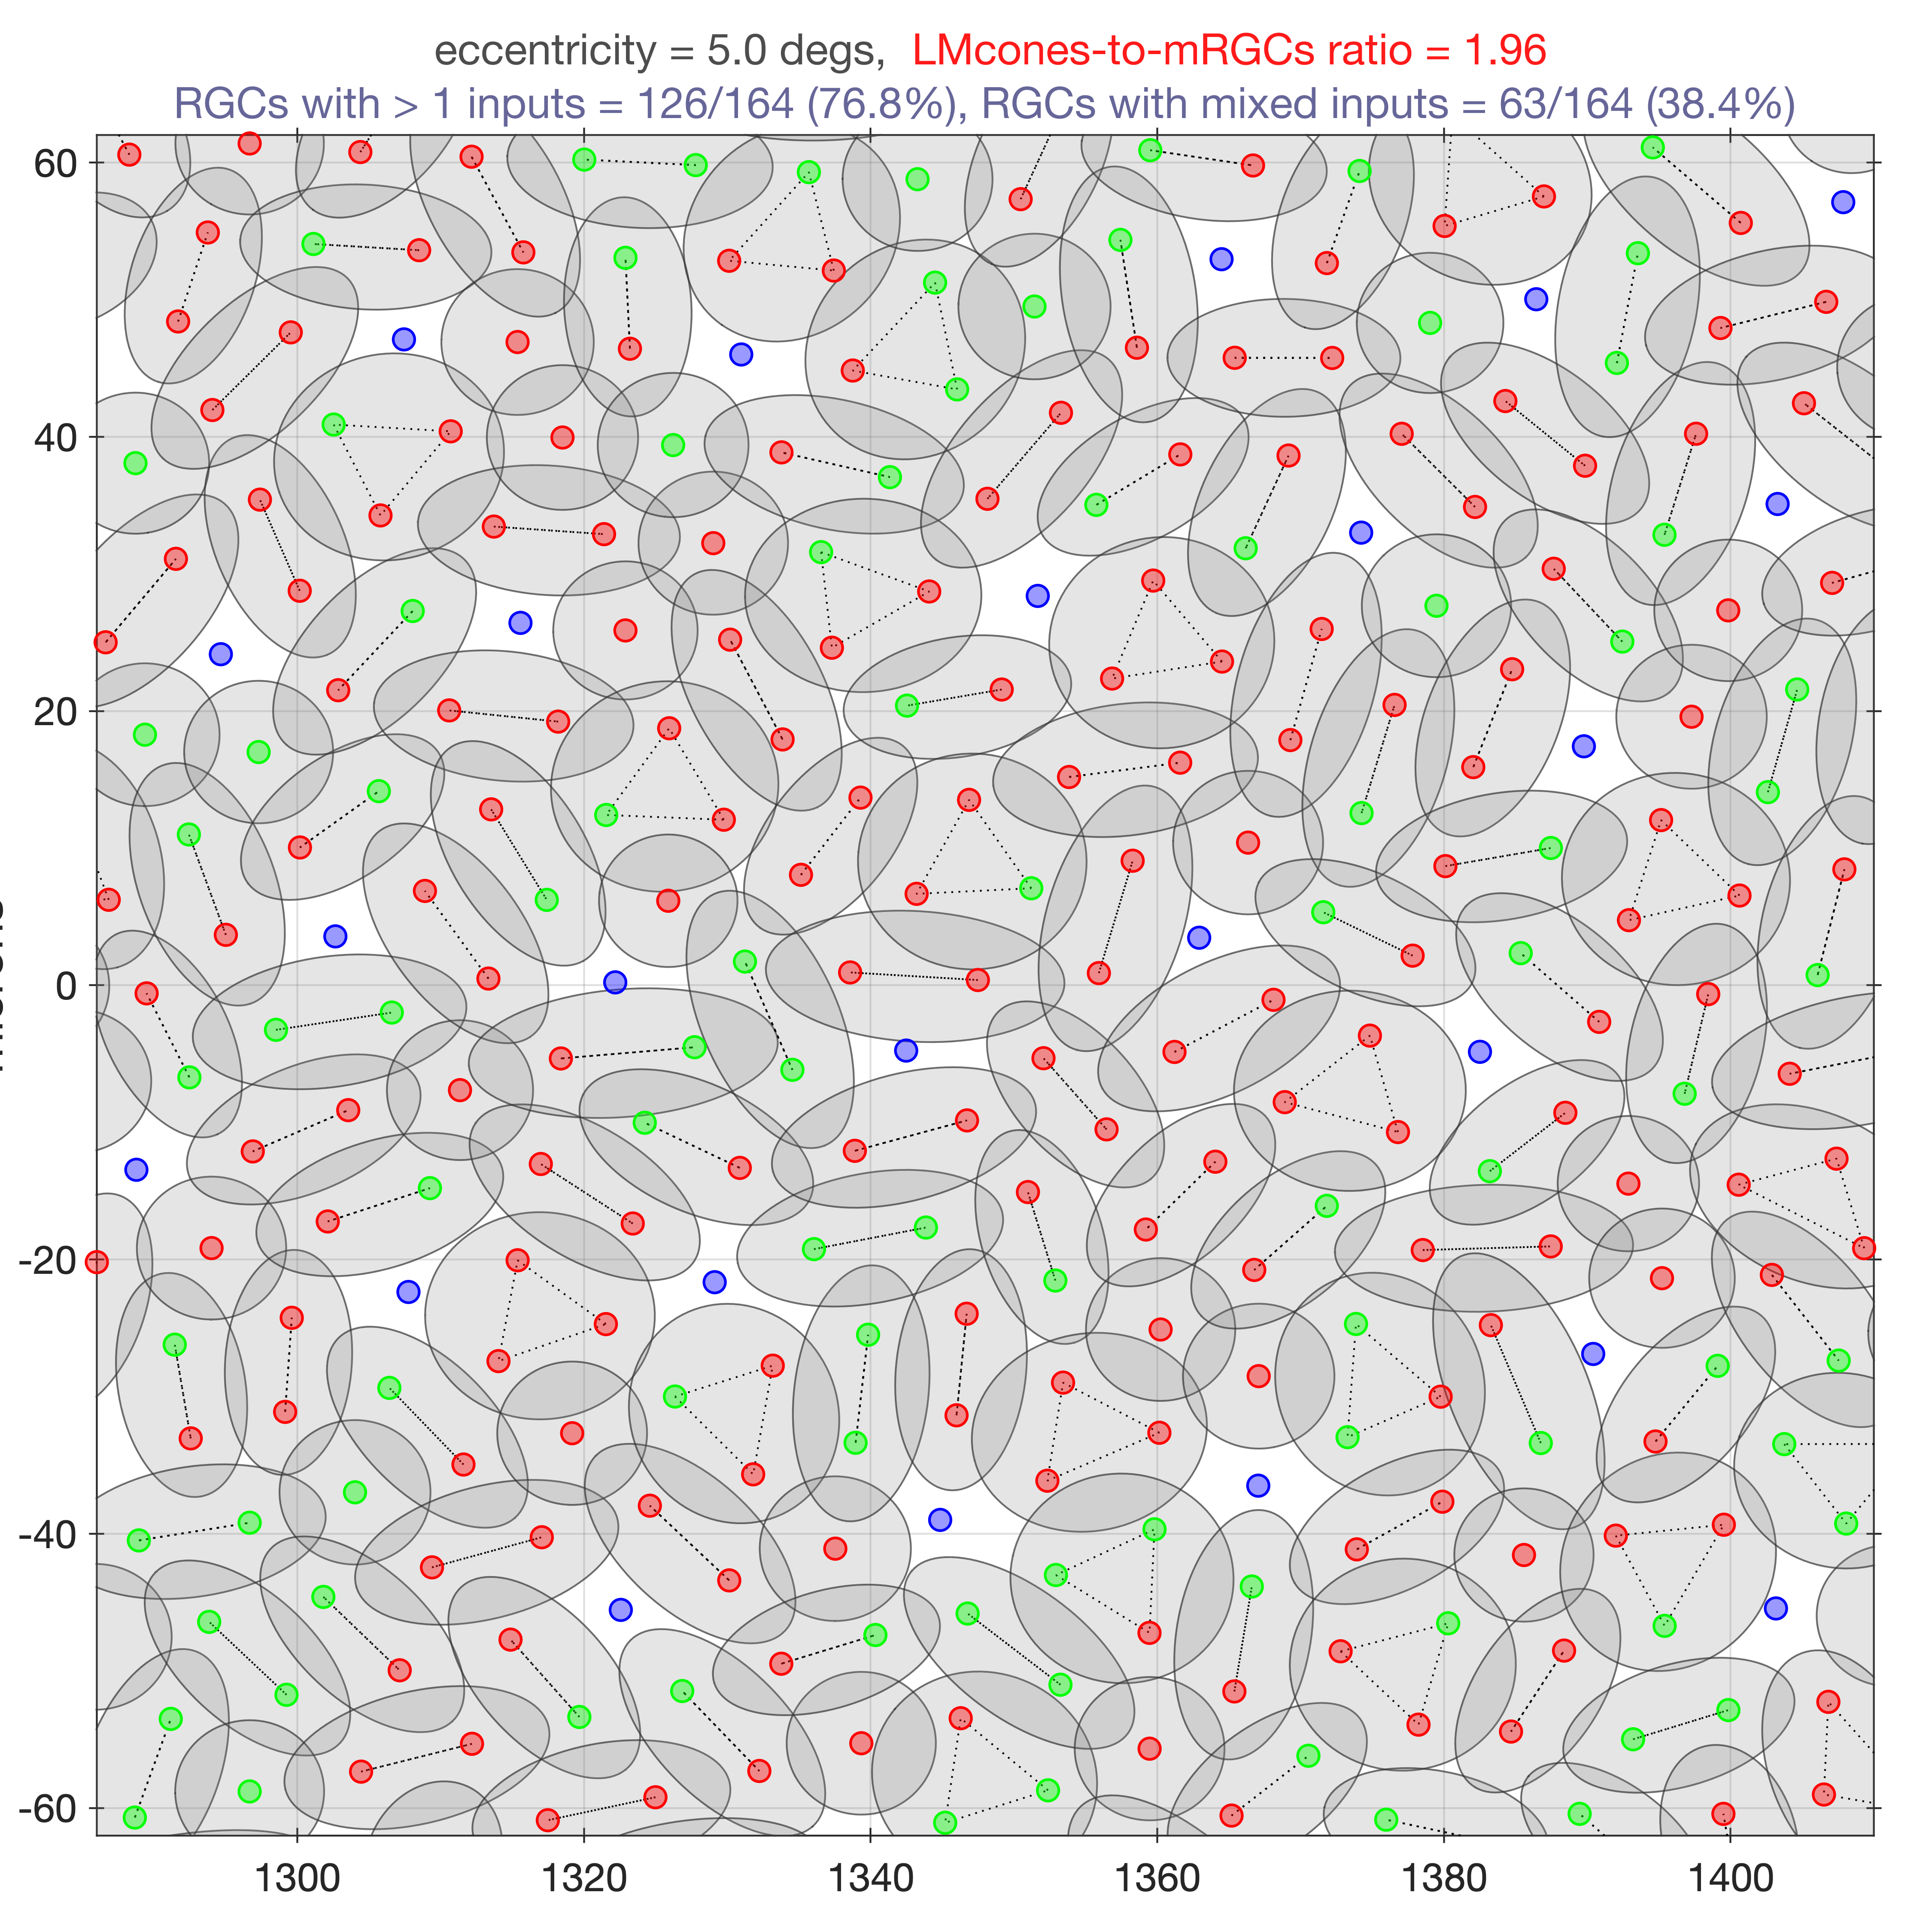 eccentricity = 5.0 degs, LMcones-to-mRGCs ratio = 1.96
RGCs with > 1 inputs = 126/164 (76.8%), RGCs with mixed inputs = 63/164 (38.4%)
60
40
20
0
-20
-40
-60
1300 1320 1340 1360 1380 1400